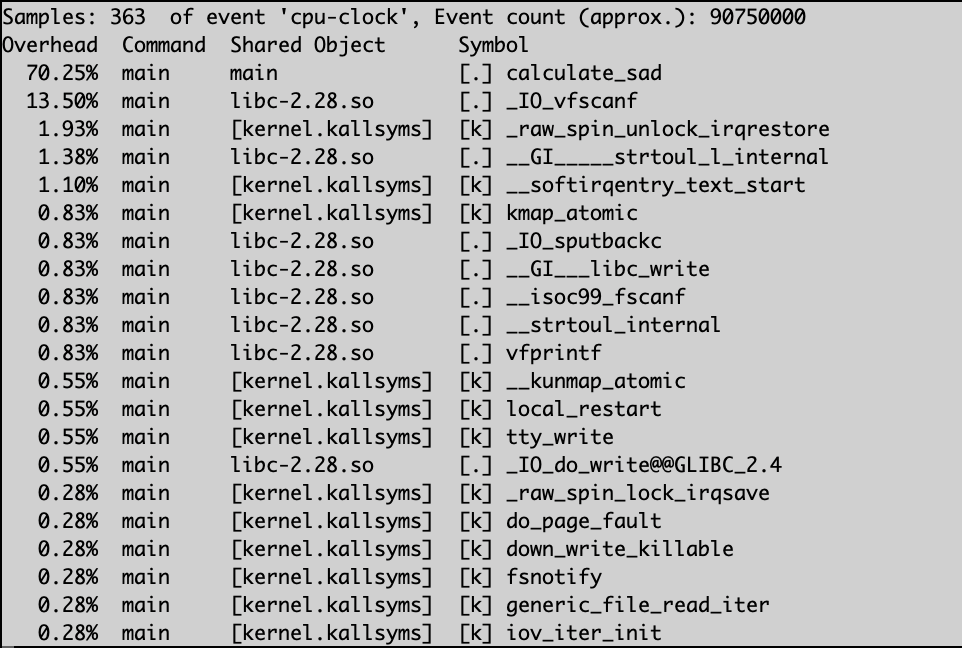 Samples: 363  of event 'cpu-clock', Event count (approx.): 90750000
Overhead  Command  Shared Object      Symbol
  70.25%  main     main               [.] calculate_sad
  13.50%  main     libc-2.28.so       [.] _IO_vfscanf
   1.93%  main     [kernel.kallsyms]  [k] _raw_spin_unlock_irqrestore
   1.38%  main     libc-2.28.so       [.] __GI_____strtoul_l_internal
   1.10%  main     [kernel.kallsyms]  [k] __softirqentry_text_start
   0.83%  main     [kernel.kallsyms]  [k] kmap_atomic
   0.83%  main     libc-2.28.so       [.] _IO_sputbackc
   0.83%  main     libc-2.28.so       [.] __GI___libc_write
   0.83%  main     libc-2.28.so       [.] __isoc99_fscanf
   0.83%  main     libc-2.28.so       [.] __strtoul_internal
   0.83%  main     libc-2.28.so       [.] vfprintf
   0.55%  main     [kernel.kallsyms]  [k] __kunmap_atomic
   0.55%  main     [kernel.kallsyms]  [k] local_restart
   0.55%  main     [kernel.kallsyms]  [k] tty_write
   0.55%  main     libc-2.28.so       [.] _IO_do_write@@GLIBC_2.4
   0.28%  main     [kernel.kallsyms]  [k] _raw_spin_lock_irqsave
   0.28%  main     [kernel.kallsyms]  [k] do_page_fault
   0.28%  main     [kernel.kallsyms]  [k] down_write_killable
   0.28%  main     [kernel.kallsyms]  [k] fsnotify
   0.28%  main     [kernel.kallsyms]  [k] generic_file_read_iter
   0.28%  main     [kernel.kallsyms]  [k] iov_iter_init